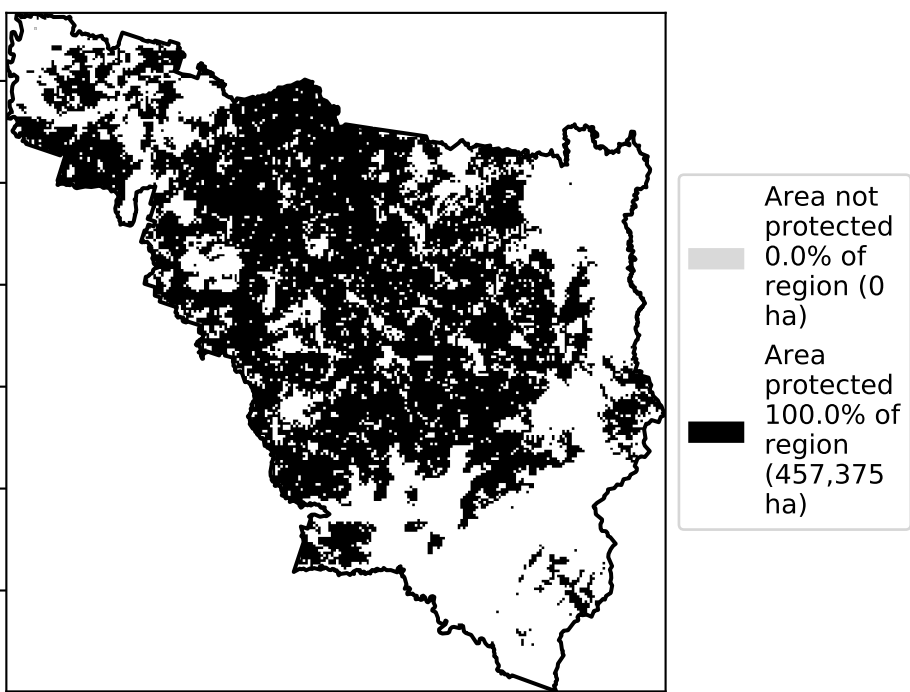 Area not
protected
0.0% of
region (0
ha)
Area
protected
100.0% of
region
(457,375
ha)